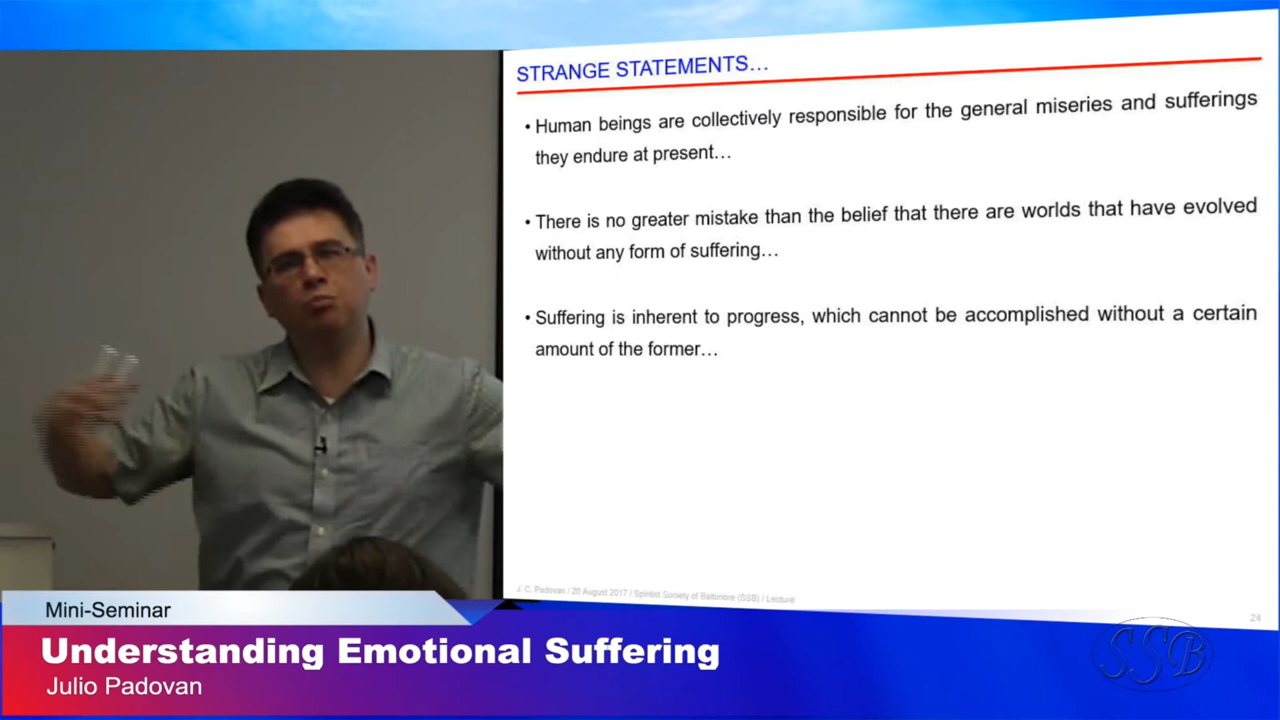 STRANGE STATEMENTS…
• Human beings are collectively responsible for the general miseries and sufferings
they endure at present…
• There is no greater mistake than the belief that there are worlds that have evolved
without any form of suffering…
• Suffering is inherent to progress, which cannot be accomplished without a certain
amount of the former…
J. C. Padovan / 26 August 2017 / Spiritist Society of Baltimore (SSB) / Lecture
24
Mini-Seminar
Understanding Emotional Suffering
Julio Padovan
SSB